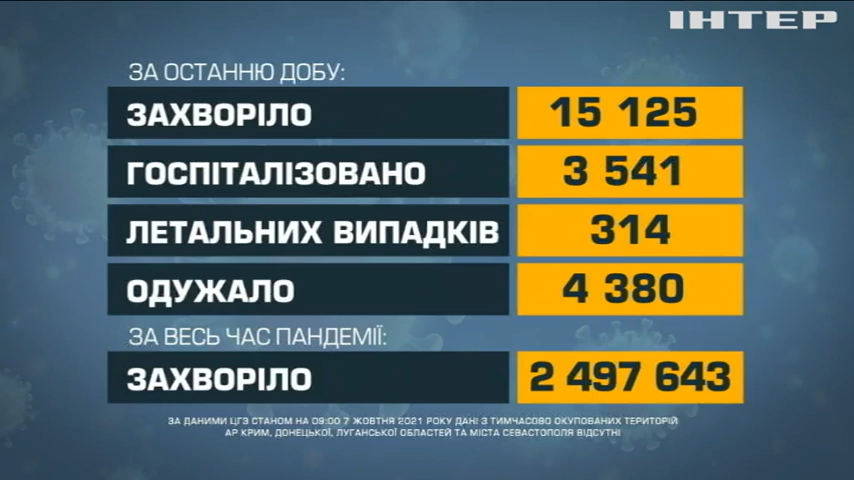 ІНТЕР
ЗА ОСТАННЮ ДОБУ:
ЗАХВОРІЛО 15 125
ГОСПІТАЛІЗОВАНО 3 541
ЛЕТАЛЬНИХ ВИПАДКІВ 314
ОДУЖАЛО 4 380
ЗА ВЕСЬ ЧАС ПАНДЕМІЇ:
ЗАХВОРІЛО 2 497 643
ЗА ДАНИМИ ЦГЗ СТАНОМ НА 09:00 7 ЖОВТНЯ 2021 РОКУ ДАНІ З ТИМЧАСОВО ОКУПОВАНИХ ТЕРИТОРІЙ
АР КРИМ, ДОНЕЦЬКОЇ, ЛУГАНСЬКОЇ ОБЛАСТЕЙ ТА МІСТА СЕВАСТОПОЛЯ ВІДСУТНІ